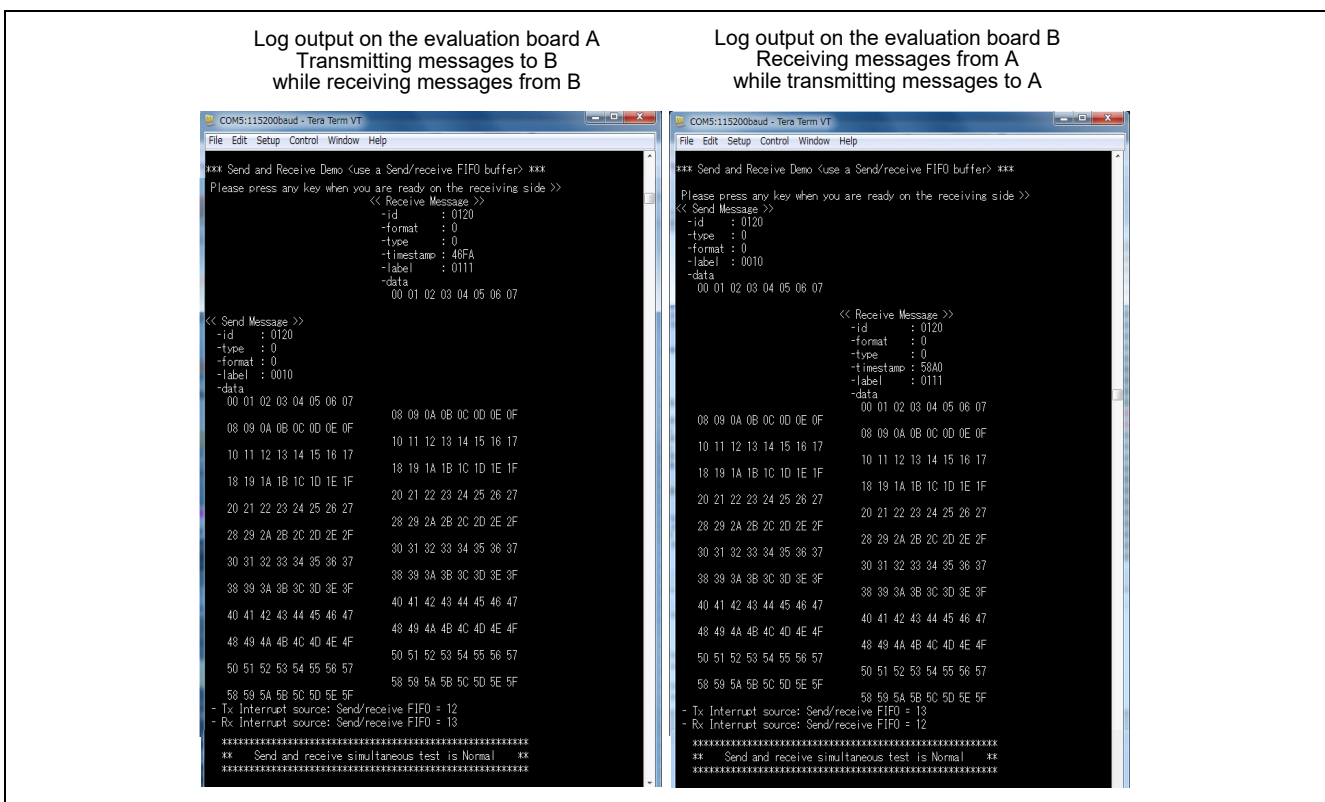 Log output on the evaluation board A
Transmitting messages to B
while receiving messages from B
COM5:115200baud - Tera Term VT
File Edit Setup Control Window Help
*** Send and Receive Demo <use a Send/receive FIFO buffer> ***
Please press any key when you are ready on the receiving side >>
<< Receive Message >>
-id : 0120
-format : 0
-type : 0
-timestamp : 46FA
-label : 0111
-data
00 01 02 03 04 05 06 07
<< Send Message >>
-id : 0120
-type : 0
-format : 0
-label : 0010
-data
00 01 02 03 04 05 06 07
08 09 0A 0B 0C 0D 0E 0F
08 09 0A 0B 0C 0D 0E 0F
10 11 12 13 14 15 16 17
10 11 12 13 14 15 16 17
18 19 1A 1B 1C 1D 1E 1F
18 19 1A 1B 1C 1D 1E 1F
20 21 22 23 24 25 26 27
20 21 22 23 24 25 26 27
28 29 2A 2B 2C 2D 2E 2F
28 29 2A 2B 2C 2D 2E 2F
30 31 32 33 34 35 36 37
30 31 32 33 34 35 36 37
38 39 3A 3B 3C 3D 3E 3F
38 39 3A 3B 3C 3D 3E 3F
40 41 42 43 44 45 46 47
40 41 42 43 44 45 46 47
48 49 4A 4B 4C 4D 4E 4F
48 49 4A 4B 4C 4D 4E 4F
50 51 52 53 54 55 56 57
50 51 52 53 54 55 56 57
58 59 5A 5B 5C 5D 5E 5F
58 59 5A 5B 5C 5D 5E 5F
- Tx Interrupt source: Send/receive FIFO = 12
- Rx Interrupt source: Send/receive FIFO = 13
********************************************************
** Send and receive simultaneous test is Normal **
********************************************************
Log output on the evaluation board B
Receiving messages from A
while transmitting messages to A
COM5:115200baud - Tera Term VT
File Edit Setup Control Window Help
*** Send and Receive Demo <use a Send/receive FIFO buffer> ***
Please press any key when you are ready on the receiving side >>
<< Send Message >>
-id : 0120
-type : 0
-format : 0
-label : 0010
-data
00 01 02 03 04 05 06 07
<< Receive Message >>
-id : 0120
-format : 0
-type : 0
-timestamp : 58A0
-label : 0111
-data
00 01 02 03 04 05 06 07
08 09 0A 0B 0C 0D 0E 0F
08 09 0A 0B 0C 0D 0E 0F
10 11 12 13 14 15 16 17
10 11 12 13 14 15 16 17
18 19 1A 1B 1C 1D 1E 1F
18 19 1A 1B 1C 1D 1E 1F
20 21 22 23 24 25 26 27
20 21 22 23 24 25 26 27
28 29 2A 2B 2C 2D 2E 2F
28 29 2A 2B 2C 2D 2E 2F
30 31 32 33 34 35 36 37
30 31 32 33 34 35 36 37
38 39 3A 3B 3C 3D 3E 3F
38 39 3A 3B 3C 3D 3E 3F
40 41 42 43 44 45 46 47
40 41 42 43 44 45 46 47
48 49 4A 4B 4C 4D 4E 4F
48 49 4A 4B 4C 4D 4E 4F
50 51 52 53 54 55 56 57
50 51 52 53 54 55 56 57
58 59 5A 5B 5C 5D 5E 5F
58 59 5A 5B 5C 5D 5E 5F
- Tx Interrupt source: Send/receive FIFO = 13
- Rx Interrupt source: Send/receive FIFO = 12
********************************************************
** Send and receive simultaneous test is Normal **
********************************************************